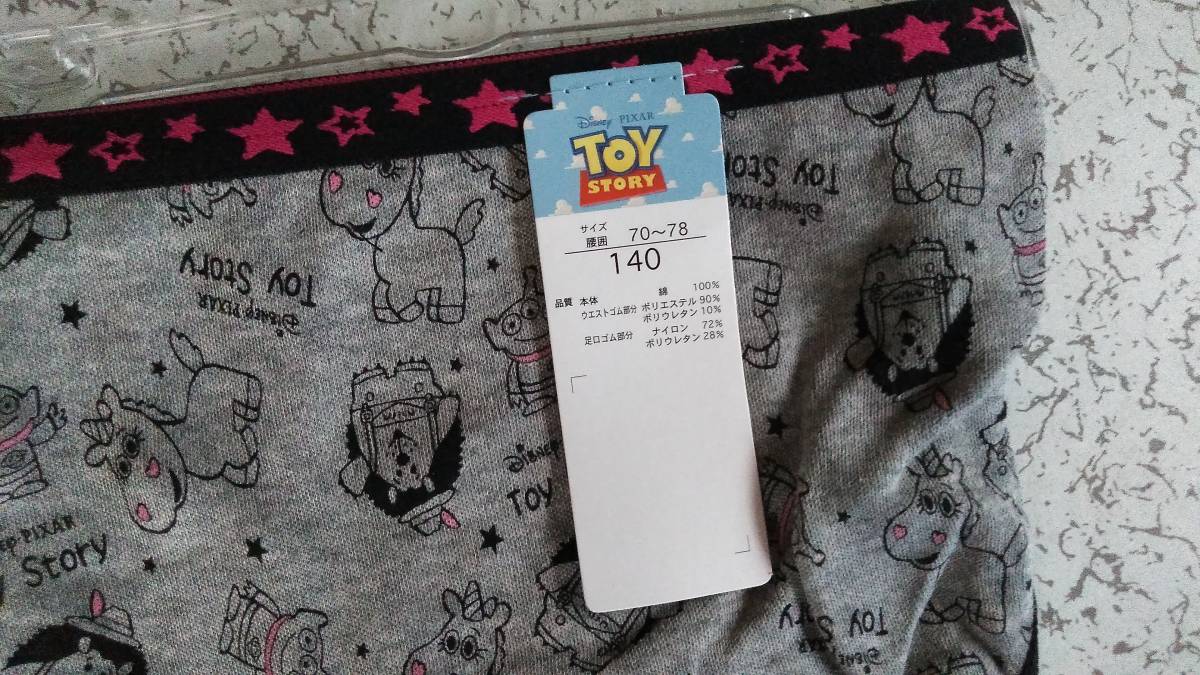 Disney PIXAR
TOY
STORY
サイズ
腰囲 70～78
140
品質 本体 綿 100%
ウエストゴム部分 ポリエステル 90%
ポリウレタン 10%
足口ゴム部分 ナイロン 72%
ポリウレタン 28%
Disney PIXAR
Toy Story
Disney PIXAR
Toy Story
Disney
Toy
PIXAR
Story
Disney PIXAR
Toy Story